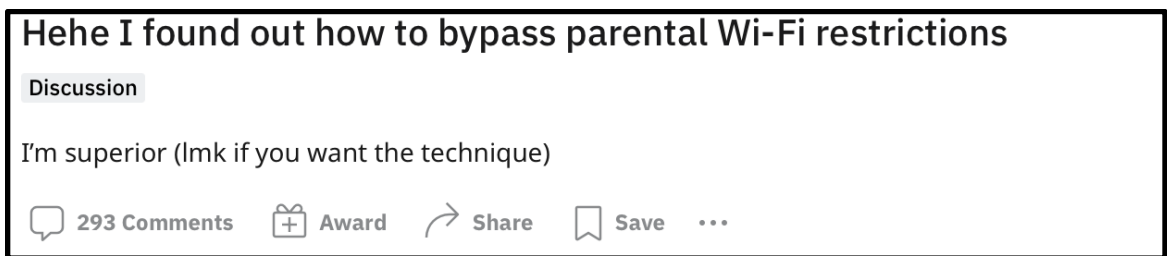 Hehe I found out how to bypass parental Wi-Fi restrictions
Discussion
I'm superior (lmk if you want the technique)
293 Comments Award Share Save